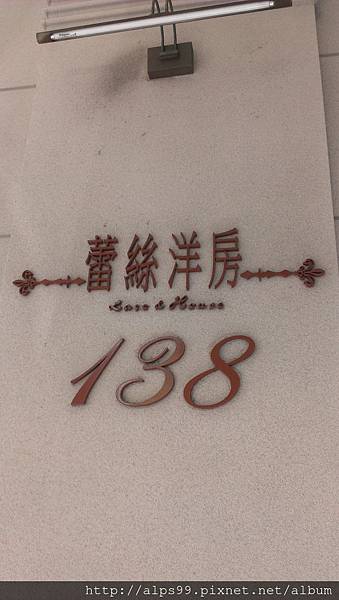 蕾絲洋房
Lace & House
138
http://alps99.pixnet.net/album